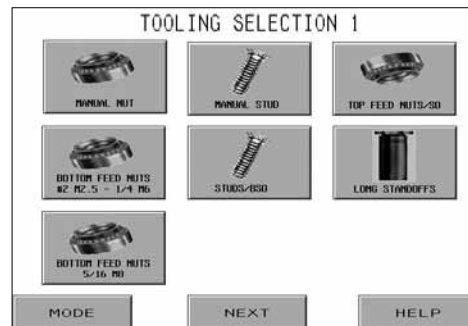 TOOLING SELECTION 1
MANUAL NUT
MANUAL STUD
TOP FEED NUTS/SO
BOTTOM FEED NUTS
#2 M2.5 - 1/4 M6
STUDS/BSO
LONG STANDOFFS
BOTTOM FEED NUTS
5/16 M8
MODE
NEXT
HELP